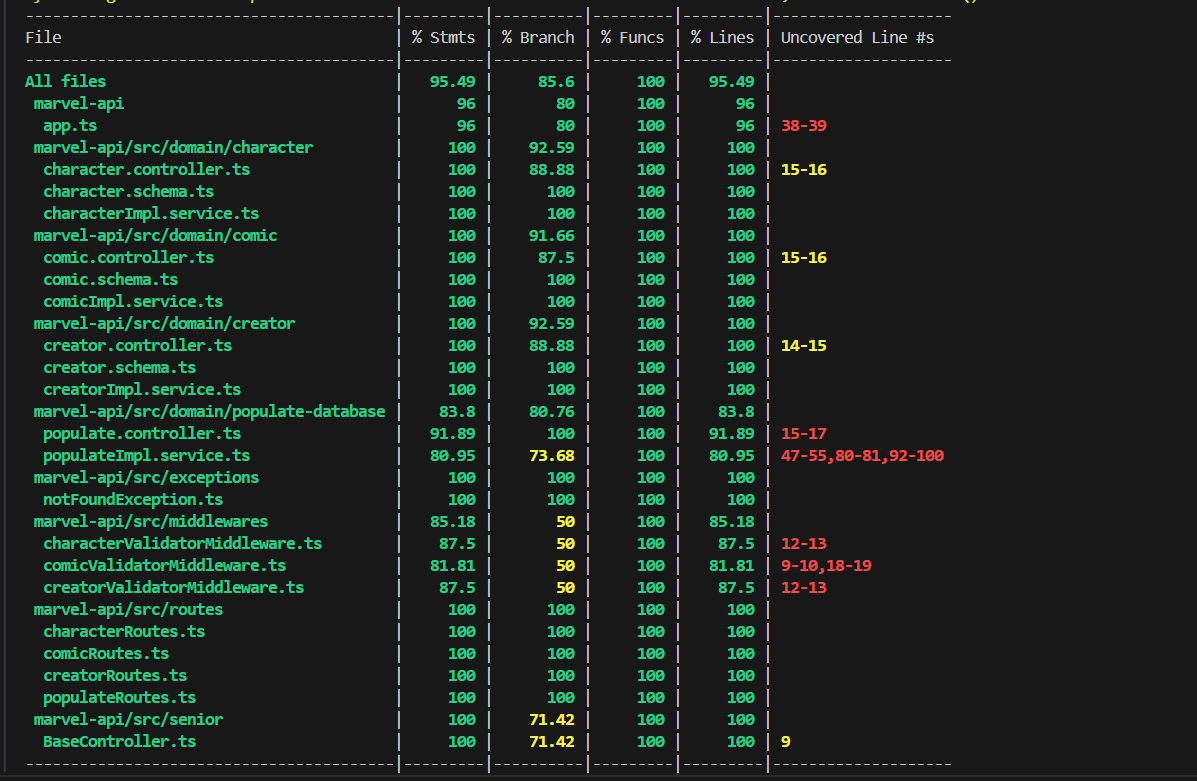 ----------------------------------------|---------|----------|---------|---------|-------------------
File                                    | % Stmts | % Branch | % Funcs | % Lines | Uncovered Line #s
----------------------------------------|---------|----------|---------|---------|-------------------
All files                               |   95.49 |     85.6 |     100 |   95.49 |
 marvel-api                             |      96 |       80 |     100 |      96 |
  app.ts                                |      96 |       80 |     100 |      96 | 38-39
 marvel-api/src/domain/character        |     100 |    92.59 |     100 |     100 |
  character.controller.ts               |     100 |    88.88 |     100 |     100 | 15-16
  character.schema.ts                   |     100 |      100 |     100 |     100 |
  characterImpl.service.ts              |     100 |      100 |     100 |     100 |
 marvel-api/src/domain/comic            |     100 |    91.66 |     100 |     100 |
  comic.controller.ts                   |     100 |     87.5 |     100 |     100 | 15-16
  comic.schema.ts                       |     100 |      100 |     100 |     100 |
  comicImpl.service.ts                  |     100 |      100 |     100 |     100 |
 marvel-api/src/domain/creator          |     100 |    92.59 |     100 |     100 |
  creator.controller.ts                 |     100 |    88.88 |     100 |     100 | 14-15
  creator.schema.ts                     |     100 |      100 |     100 |     100 |
  creatorImpl.service.ts                |     100 |      100 |     100 |     100 |
 marvel-api/src/domain/populate-database |    83.8 |    80.76 |     100 |    83.8 |
  populate.controller.ts                |   91.89 |      100 |     100 |   91.89 | 15-17
  populateImpl.service.ts               |   80.95 |    73.68 |     100 |   80.95 | 47-55,80-81,92-100
 marvel-api/src/exceptions              |     100 |      100 |     100 |     100 |
  notFoundException.ts                  |     100 |      100 |     100 |     100 |
 marvel-api/src/middlewares             |   85.18 |       50 |     100 |   85.18 |
  characterValidatorMiddleware.ts       |    87.5 |       50 |     100 |    87.5 | 12-13
  comicValidatorMiddleware.ts           |   81.81 |       50 |     100 |   81.81 | 9-10,18-19
  creatorValidatorMiddleware.ts         |    87.5 |       50 |     100 |    87.5 | 12-13
 marvel-api/src/routes                  |     100 |      100 |     100 |     100 |
  characterRoutes.ts                    |     100 |      100 |     100 |     100 |
  comicRoutes.ts                        |     100 |      100 |     100 |     100 |
  creatorRoutes.ts                      |     100 |      100 |     100 |     100 |
  populateRoutes.ts                     |     100 |      100 |     100 |     100 |
 marvel-api/src/senior                  |     100 |    71.42 |     100 |     100 |
  BaseController.ts                     |     100 |    71.42 |     100 |     100 | 9
----------------------------------------|---------|----------|---------|---------|-------------------